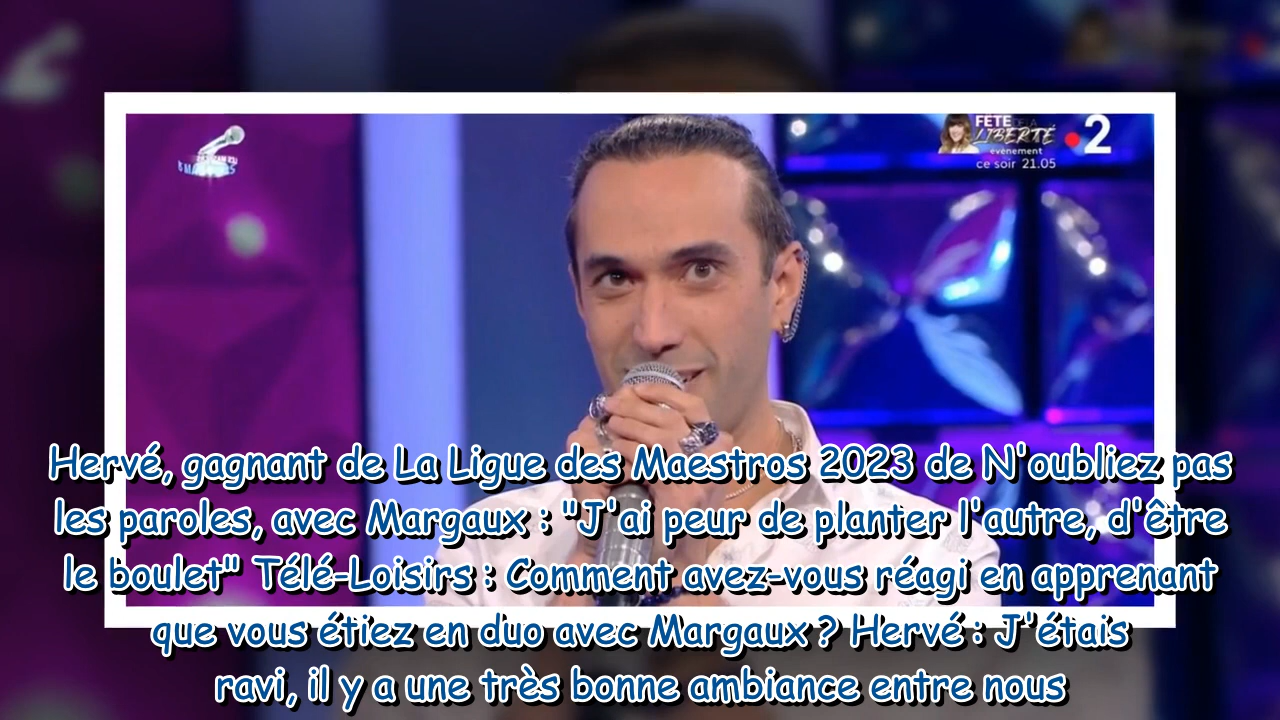 FÊTE DE LA
LIBERTÉ
évènement
ce soir 21.05
2
Hervé, gagnant de La Ligue des Maestros 2023 de N'oubliez pas
les paroles, avec Margaux : "J'ai peur de planter l'autre, d'être
le boulet" Télé-Loisirs : Comment avez-vous réagi en apprenant
que vous étiez en duo avec Margaux ? Hervé : J'étais
ravi, il y a une très bonne ambiance entre nous